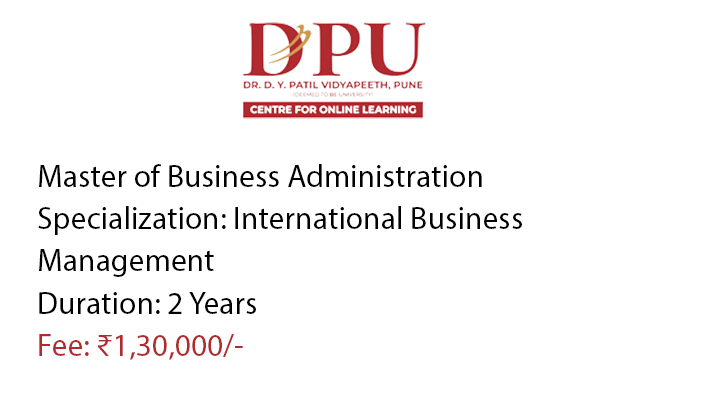 DPU
DR. D. Y. PATIL VIDYAPEETH, PUNE
(DEEMED TO BE UNIVERSITY)
CENTRE FOR ONLINE LEARNING
Master of Business Administration
Specialization: International Business
Management
Duration: 2 Years
Fee: ₹1,30,000/-